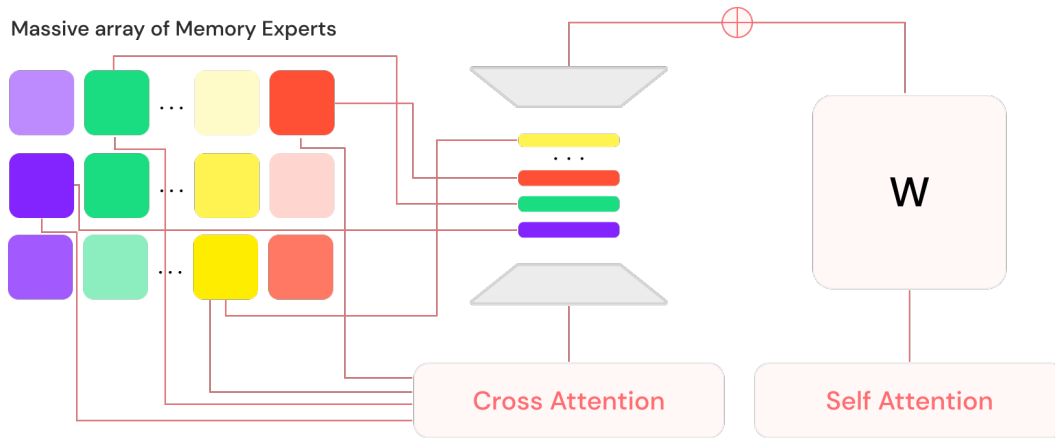 Massive array of Memory Experts
...
...
...
...
W
Cross Attention
Self Attention